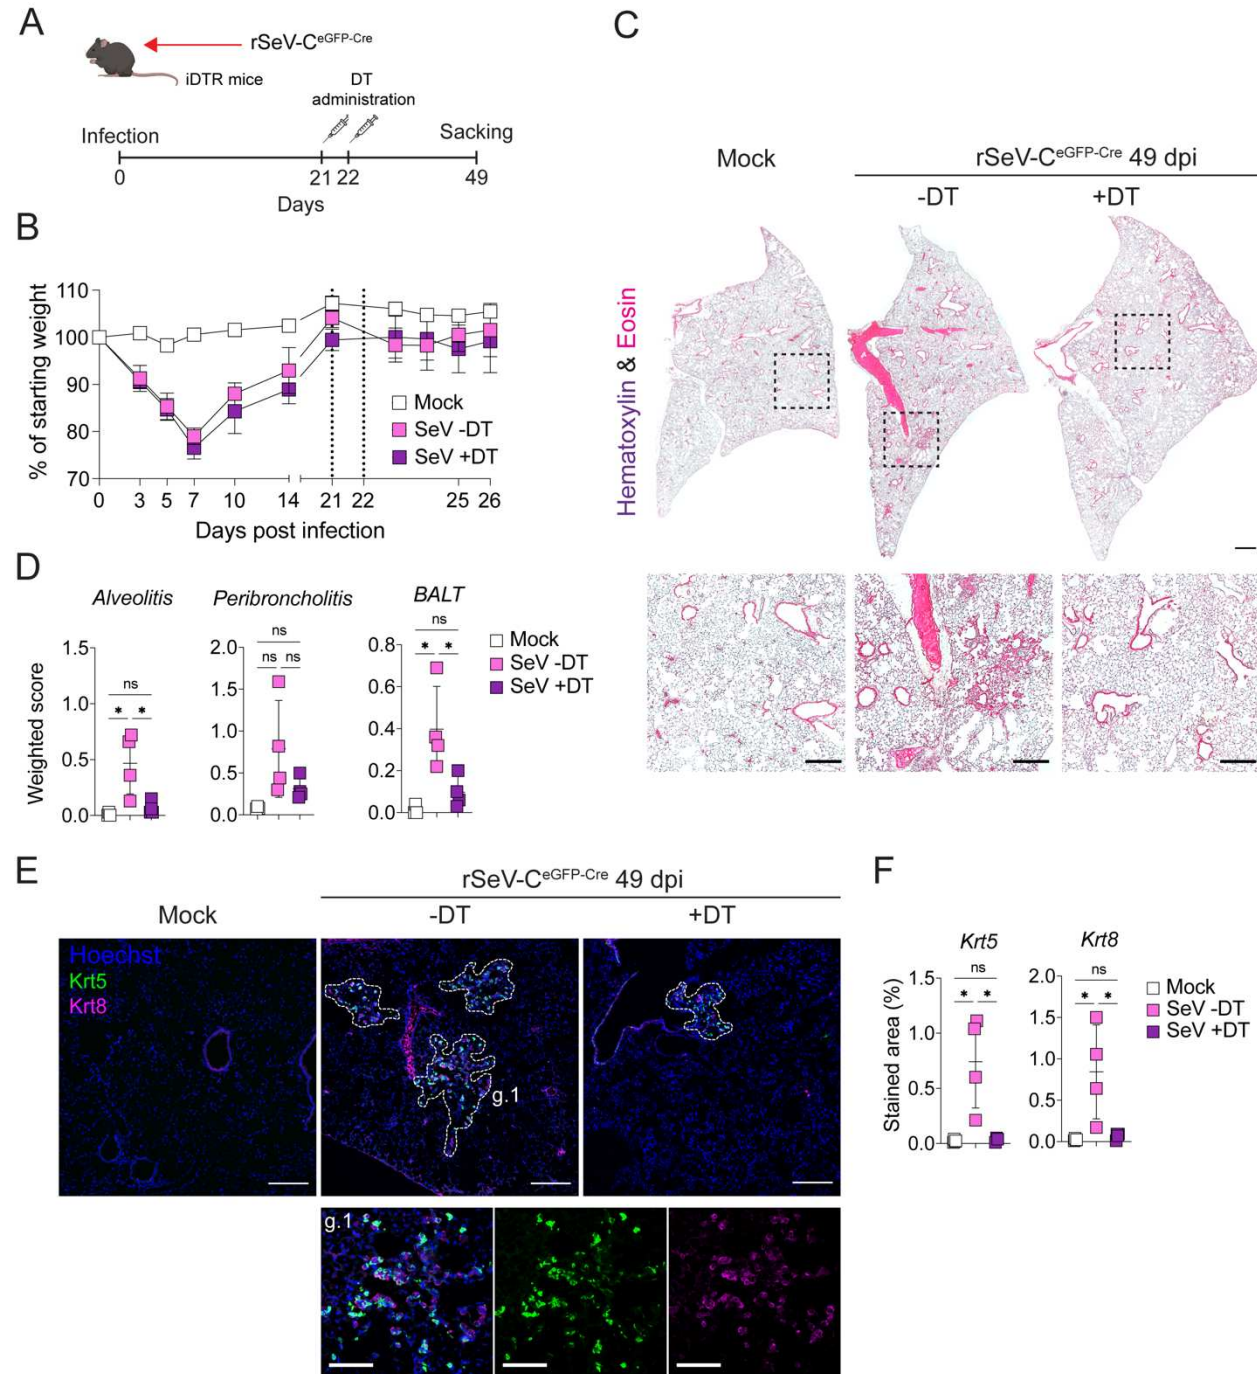 A
rSeV-C^eGFP-Cre
iDTR mice
DT
administration
Infection
Sacking
0
21
22
49
Days
B
% of starting weight
110
100
90
80
70
Mock
SeV -DT
SeV +DT
0
3
5
7
10
14
21
22
25
26
Days post infection
C
Mock
rSeV-C^eGFP-Cre 49 dpi
-DT
+DT
Hematoxylin & Eosin
D
Alveolitis
Peribroncholitis
BALT
Mock
SeV -DT
SeV +DT
Weighted score
1.5
1.0
0.5
0.0
ns
*
*
2.0
1.5
1.0
0.5
0.0
ns
ns
ns
0.8
0.6
0.4
0.2
0.0
ns
*
*
E
rSeV-C^eGFP-Cre 49 dpi
Mock
-DT
+DT
Hoechst
Krt5
Krt8
g.1
g.1
F
Krt5
Krt8
Mock
SeV -DT
SeV +DT
Stained area (%)
1.5
1.0
0.5
0.0
ns
*
*
2.0
1.5
1.0
0.5
0.0
ns
*
*